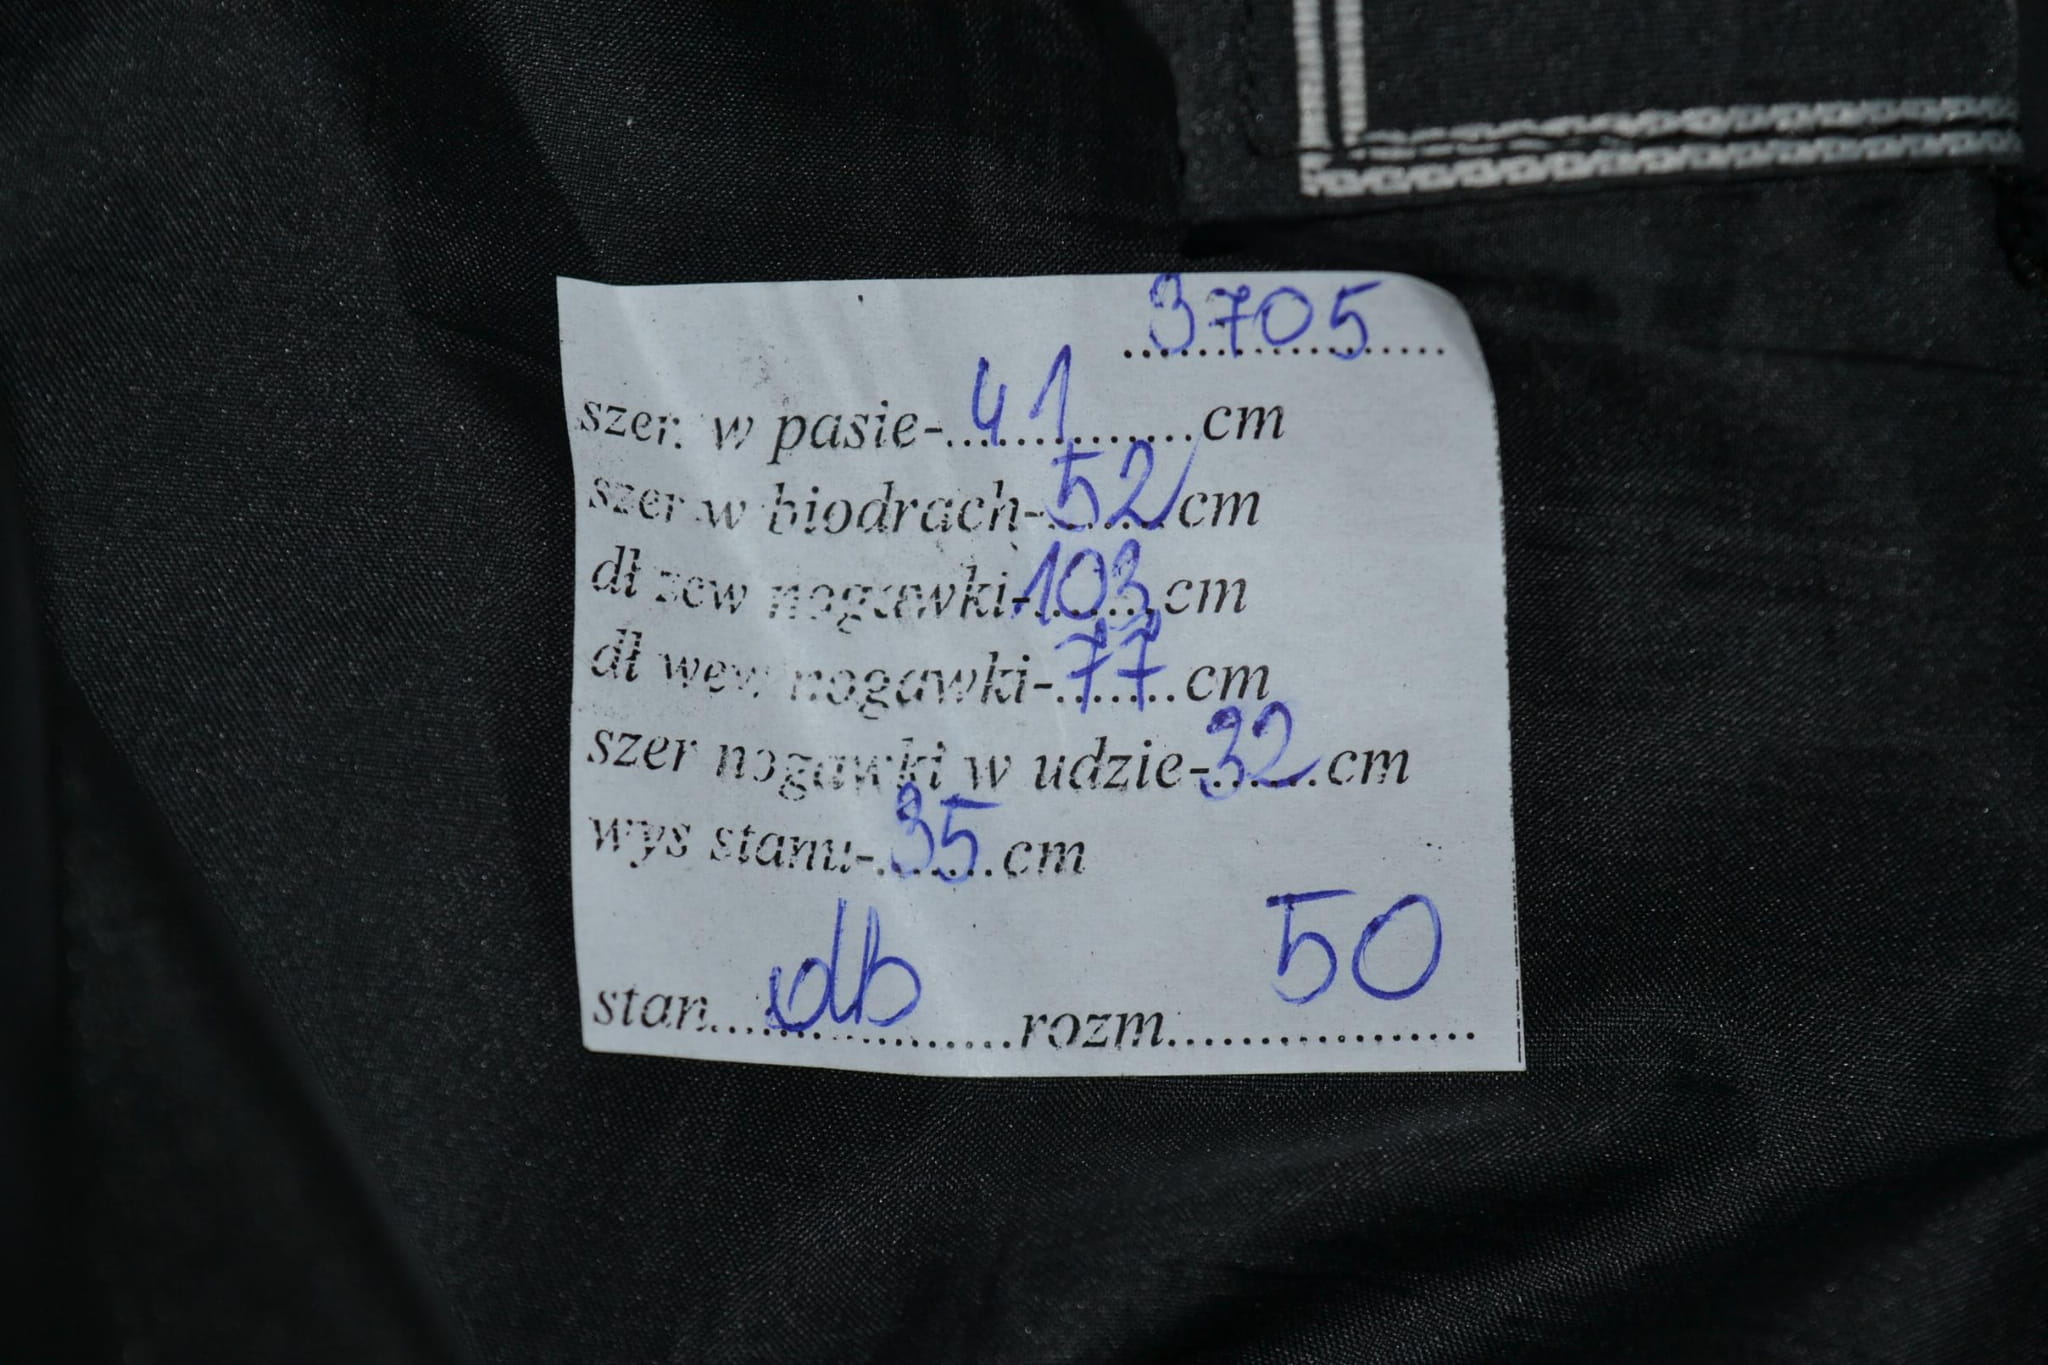 3705
szer. w pasie-41cm
szer w biodrach-52cm
dł zew nogawki-103cm
dł wew nogawki-77cm
szer nogawki w udzie-32cm
wys stanu-35cm
stan db rozm 50